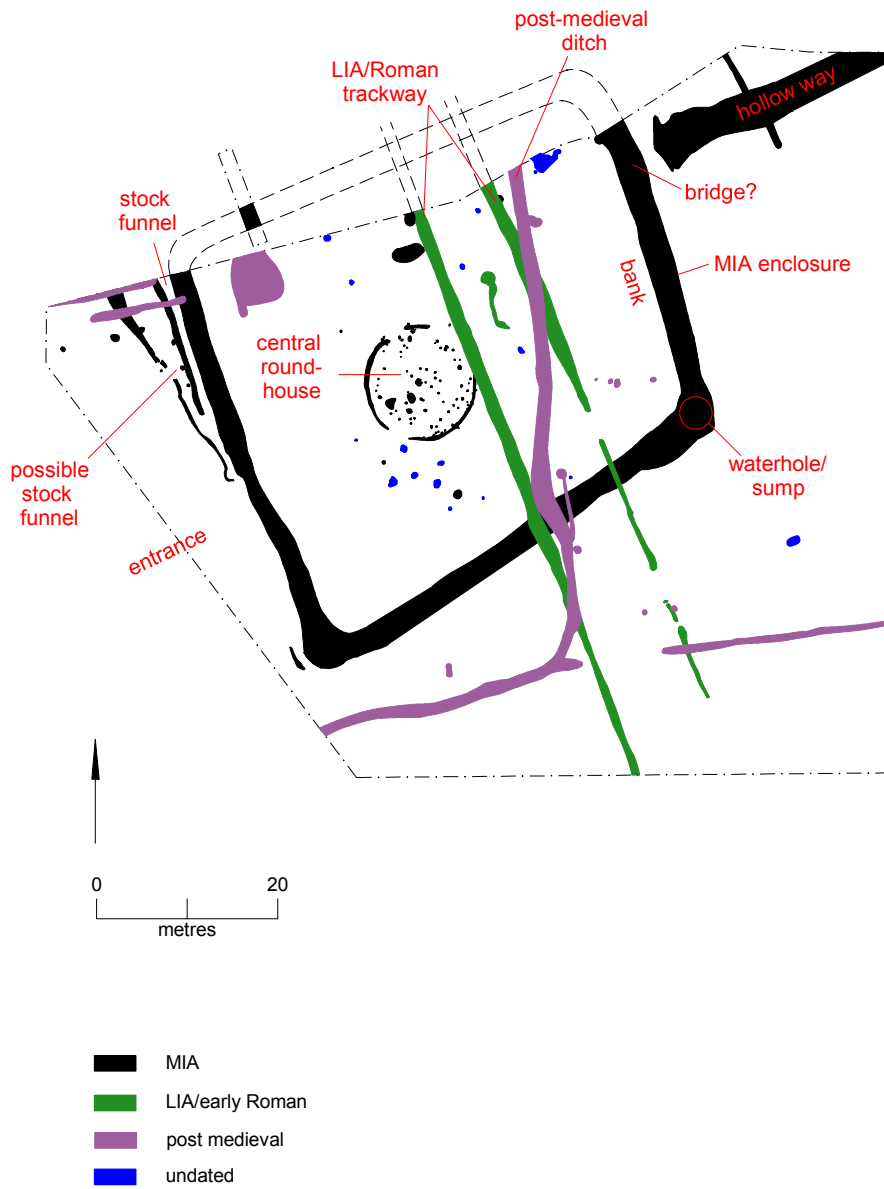 post-medieval
ditch
LIA/Roman
trackway
hollow way
stock
funnel
bridge?
bank
MIA enclosure
central
round-
house
possible
stock
funnel
waterhole/
sump
entrance
0 20
metres
MIA
LIA/early Roman
post medieval
undated